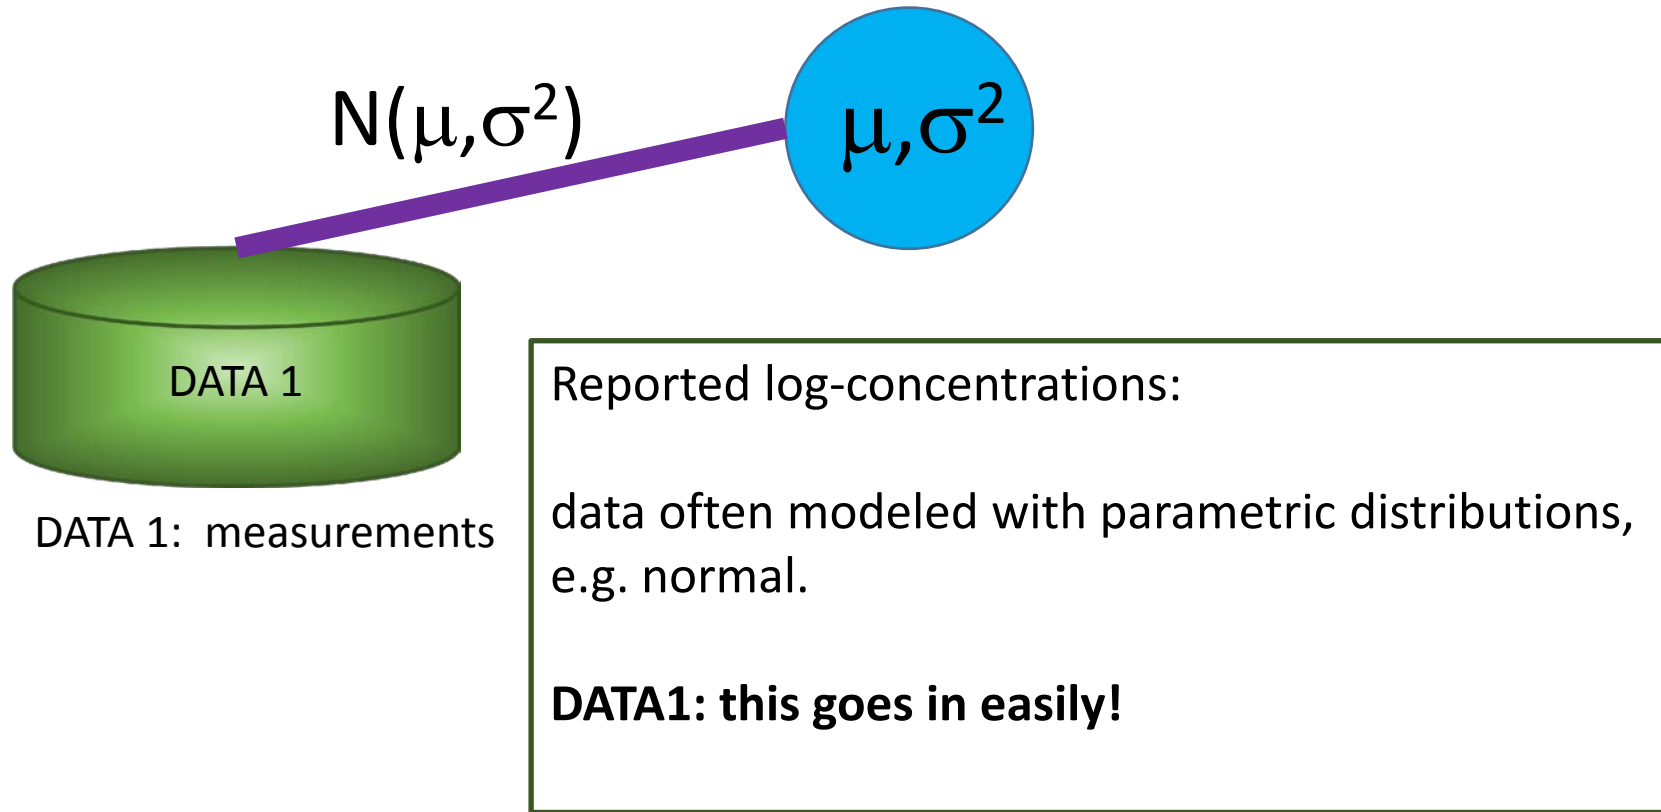 N(μ,σ²)
μ,σ²
DATA 1
DATA 1:  measurements
Reported log-concentrations:
data often modeled with parametric distributions,
e.g. normal.
DATA1: this goes in easily!